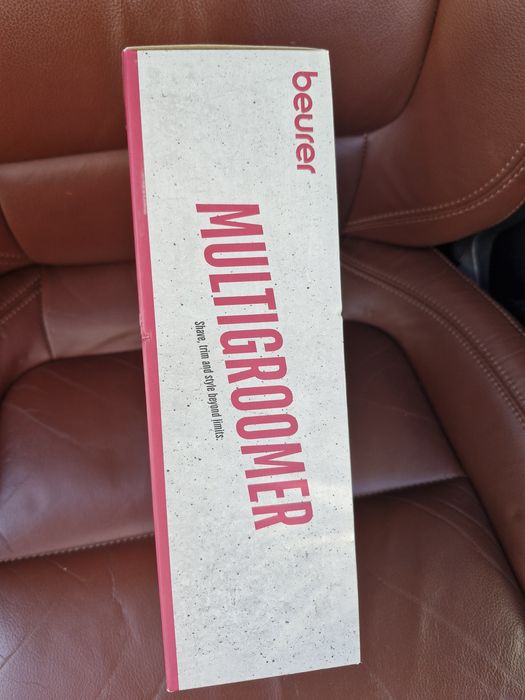 beurer
MULTIGROOMER
Shave, trim and style beyond limits.